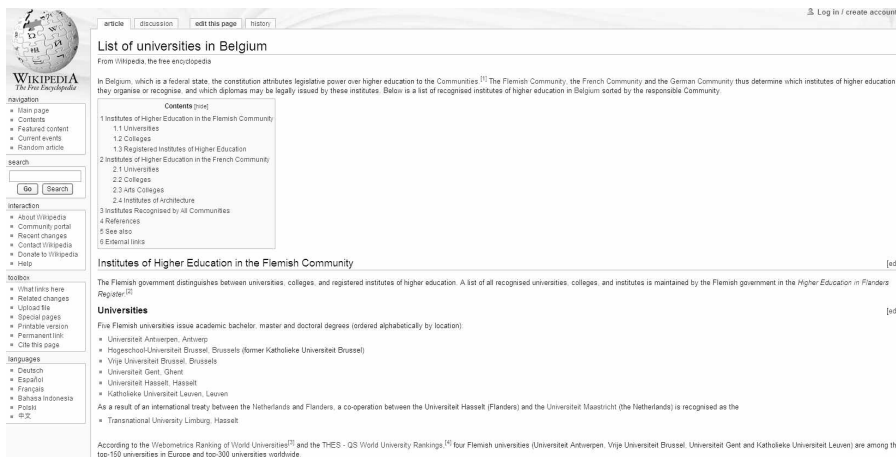 Log in / create account
article discussion edit this page history
List of universities in Belgium
From Wikipedia, the free encyclopedia
In Belgium, which is a federal state, the constitution attributes legislative power over higher education to the Communities.[1] The Flemish Community, the French Community and the German Community thus determine which institutes of higher education
they organise or recognise, and which diplomas may be legally issued by these institutes. Below is a list of recognised institutes of higher education in Belgium sorted by the responsible Community.
WIKIPEDIA
The Free Encyclopedia
navigation
Main page
Contents
Featured content
Current events
Random article
search
Go Search
interaction
About Wikipedia
Community portal
Recent changes
Contact Wikipedia
Donate to Wikipedia
Help
toolbox
What links here
Related changes
Upload file
Special pages
Printable version
Permanent link
Cite this page
languages
Deutsch
Español
Français
Bahasa Indonesia
Polski
中文
Contents [hide]
1 Institutes of Higher Education in the Flemish Community
1.1 Universities
1.2 Colleges
1.3 Registered Institutes of Higher Education
2 Institutes of Higher Education in the French Community
2.1 Universities
2.2 Colleges
2.3 Arts Colleges
2.4 Institutes of Architecture
3 Institutes Recognised by All Communities
4 References
5 See also
6 External links
Institutes of Higher Education in the Flemish Community [ed
The Flemish government distinguishes between universities, colleges, and registered institutes of higher education. A list of all recognised universities, colleges, and institutes is maintained by the Flemish government in the Higher Education in Flanders
Register.[2]
Universities [ed
Five Flemish universities issue academic bachelor, master and doctoral degrees (ordered alphabetically by location):
Universiteit Antwerpen, Antwerp
Hogeschool-Universiteit Brussel, Brussels (former Katholieke Universiteit Brussel)
Vrije Universiteit Brussel, Brussels
Universiteit Gent, Ghent
Universiteit Hasselt, Hasselt
Katholieke Universiteit Leuven, Leuven
As a result of an international treaty between the Netherlands and Flanders, a co-operation between the Universiteit Hasselt (Flanders) and the Universiteit Maastricht (the Netherlands) is recognised as the
Transnational University Limburg, Hasselt
According to the Webometrics Ranking of World Universities[3] and the THES - QS World University Rankings,[4] four Flemish universities (Universiteit Antwerpen, Vrije Universiteit Brussel, Universiteit Gent and Katholieke Universiteit Leuven) are among th
top-150 universities in Europe and top-300 universities worldwide.